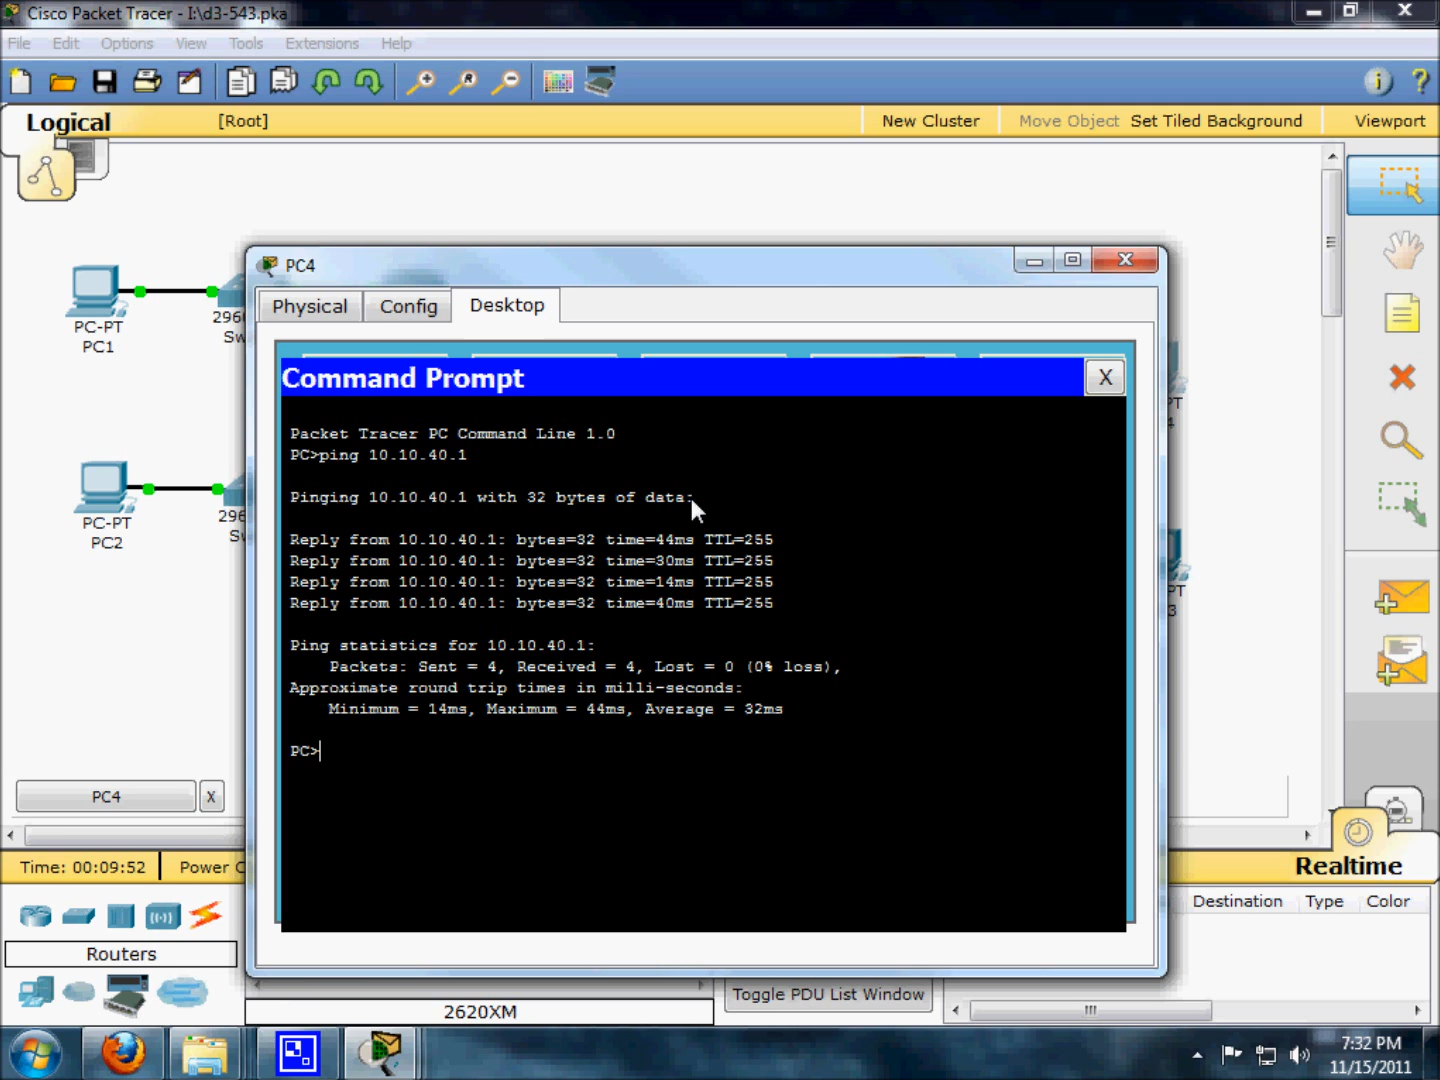 Cisco Packet Tracer - I:\d3-543.pka
File Edit Options View Tools Extensions Help
Logical [Root] New Cluster Move Object Set Tiled Background Viewport
PC4
Physical Config Desktop
Command Prompt X
Packet Tracer PC Command Line 1.0
PC>ping 10.10.40.1
Pinging 10.10.40.1 with 32 bytes of data:
Reply from 10.10.40.1: bytes=32 time=44ms TTL=255
Reply from 10.10.40.1: bytes=32 time=30ms TTL=255
Reply from 10.10.40.1: bytes=32 time=14ms TTL=255
Reply from 10.10.40.1: bytes=32 time=40ms TTL=255
Ping statistics for 10.10.40.1:
Packets: Sent = 4, Received = 4, Lost = 0 (0% loss),
Approximate round trip times in milli-seconds:
Minimum = 14ms, Maximum = 44ms, Average = 32ms
PC>
PC-PT
PC1
296
Sw
PC-PT
PC2
296
S
PT
4
PT
3
PC4 X
Time: 00:09:52 Power C
Realtime
Routers
2620XM
Toggle PDU List Window
Destination Type Color
7:32 PM
11/15/2011